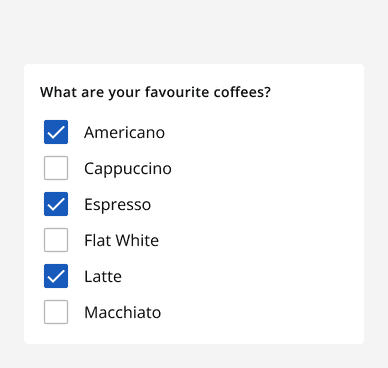 What are your favourite coffees?
Americano
Cappuccino
Espresso
Flat White
Latte
Macchiato